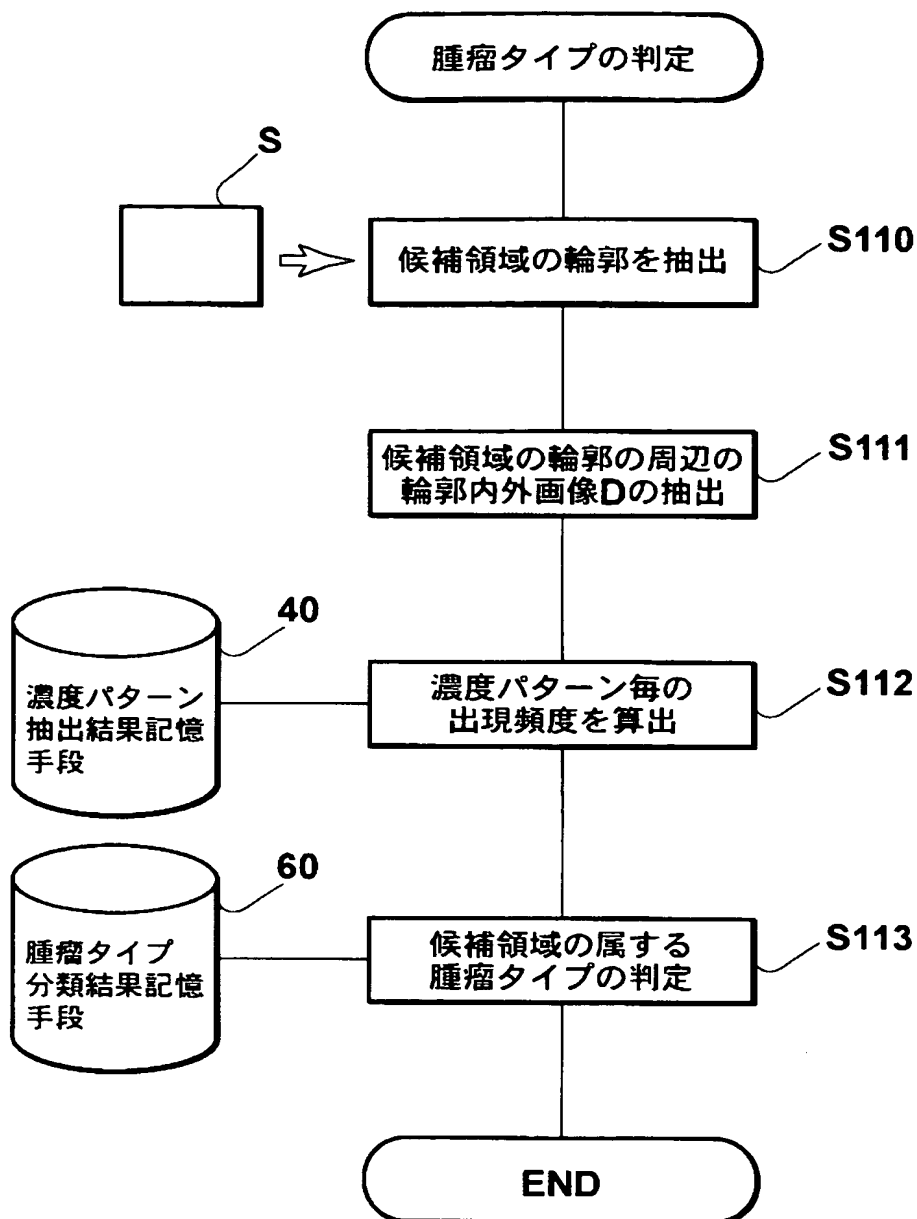 腫瘤タイプの判定
S
候補領域の輪郭を抽出
S110
候補領域の輪郭の周辺の
輪郭内外画像Dの抽出
S111
40
濃度パターン
抽出結果記憶
手段
濃度パターン毎の
出現頻度を算出
S112
60
腫瘤タイプ
分類結果記憶
手段
候補領域の属する
腫瘤タイプの判定
S113
END